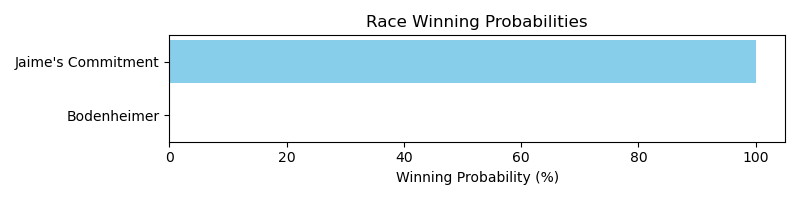 Race Winning Probabilities
Jaime's Commitment
Bodenheimer
0 20 40 60 80 100
Winning Probability (%)